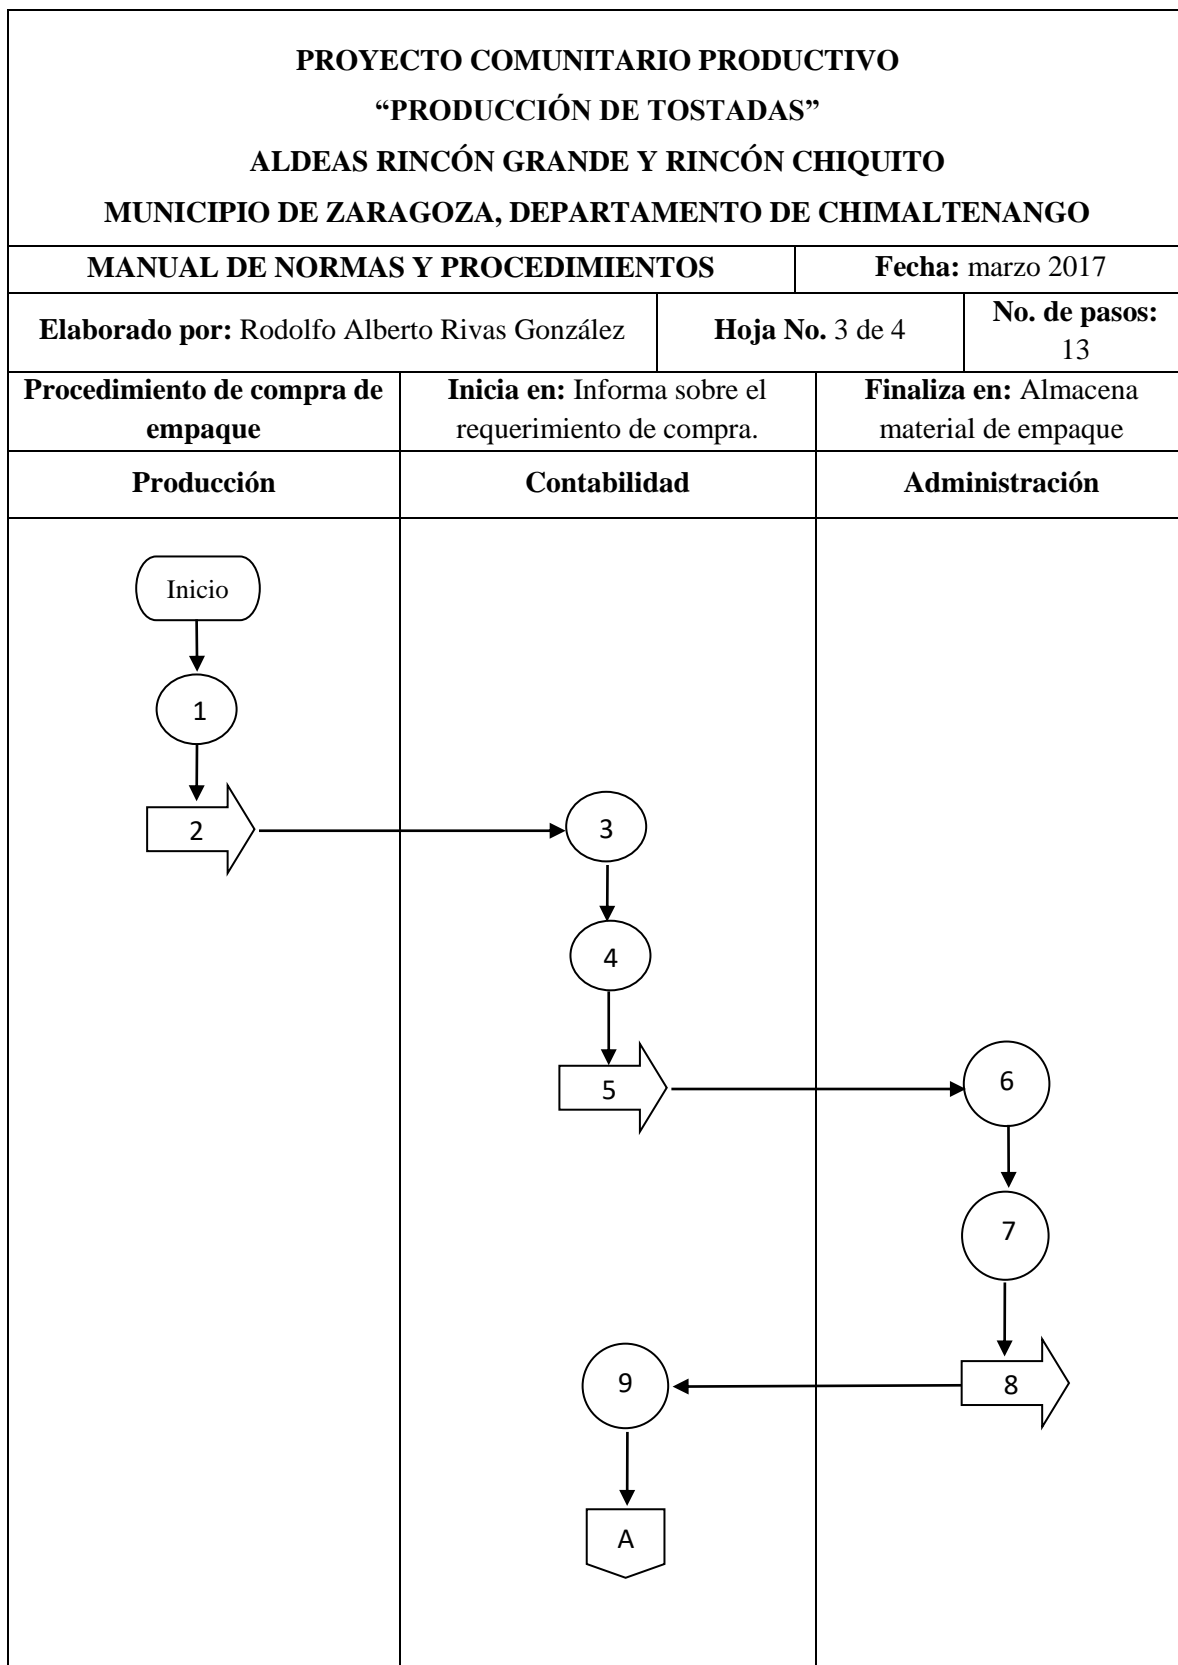 PROYECTO COMUNITARIO PRODUCTIVO
“PRODUCCIÓN DE TOSTADAS”
ALDEAS RINCÓN GRANDE Y RINCÓN CHIQUITO
MUNICIPIO DE ZARAGOZA, DEPARTAMENTO DE CHIMALTENANGO
MANUAL DE NORMAS Y PROCEDIMIENTOS
Fecha: marzo 2017
Elaborado por: Rodolfo Alberto Rivas González
Hoja No. 3 de 4
No. de pasos:
13
Procedimiento de compra de
empaque
Inicia en: Informa sobre el
requerimiento de compra.
Finaliza en: Almacena
material de empaque
Producción
Contabilidad
Administración
Inicio
1
2
3
4
5
6
7
8
9
A